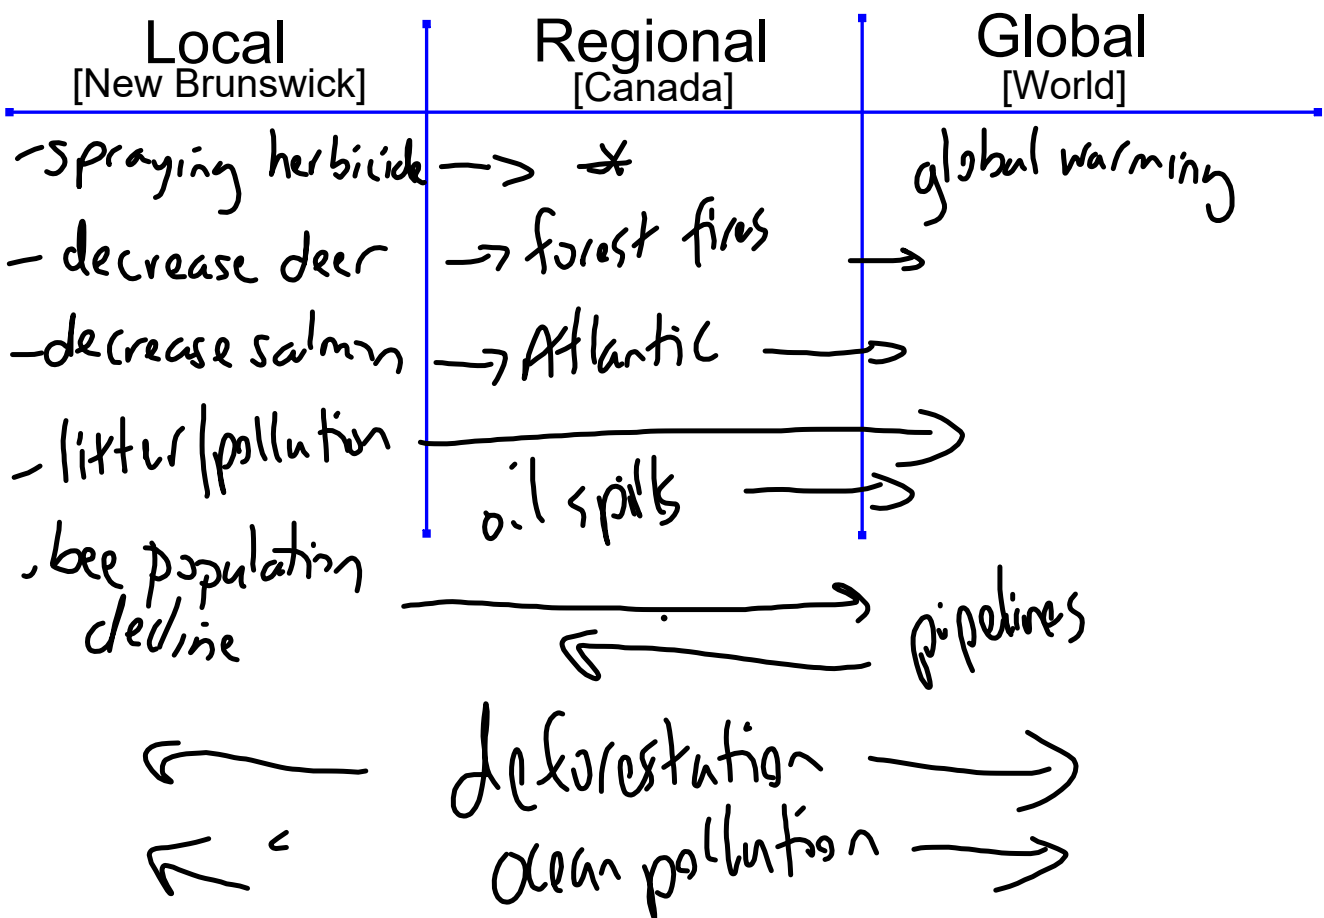 Local Regional Global
[New Brunswick] [Canada] [World]
- spraying herbicide → * global warming
- decrease deer → forest fires →
- decrease salmon → Atlantic →
- litter/pollution →
oil spills →
- bee population
decline →
← pipelines
← deforestation →
← ocean pollution →